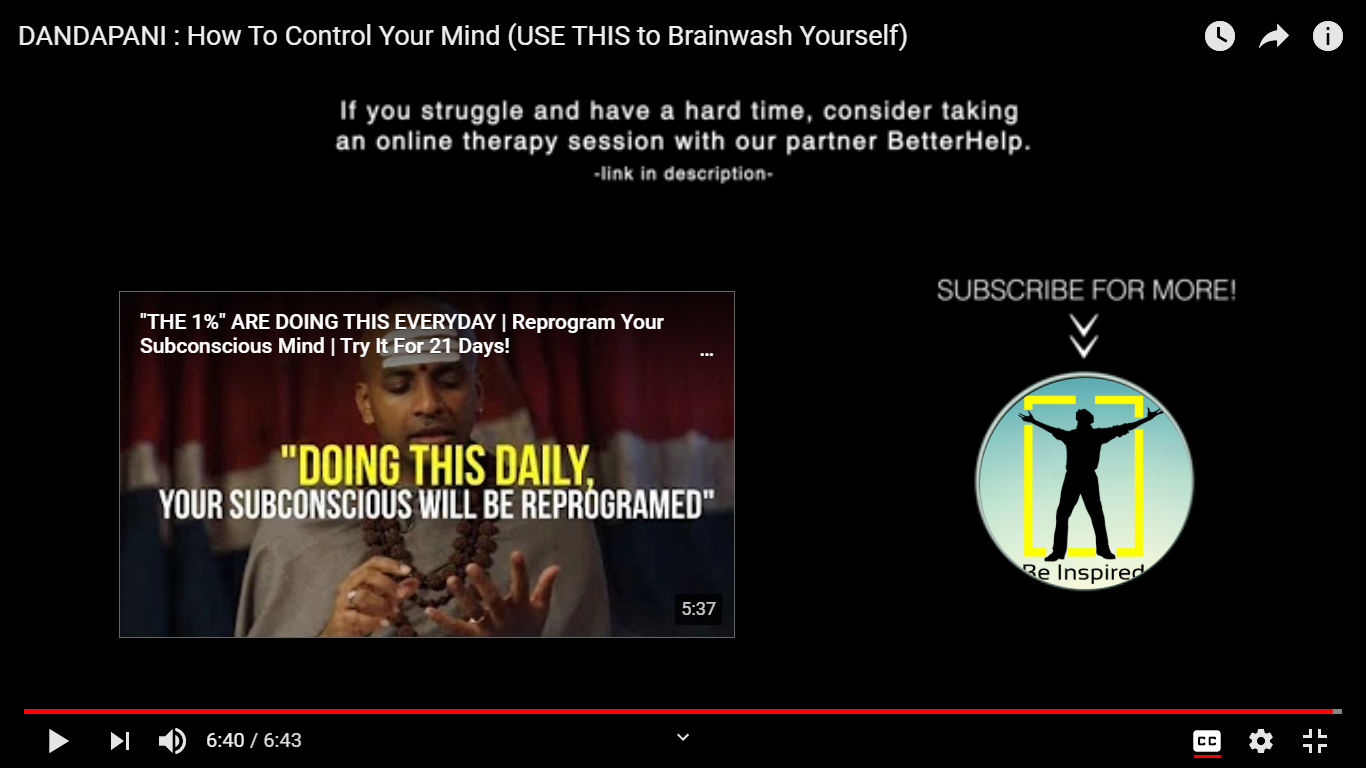 DANDAPANI : How To Control Your Mind (USE THIS to Brainwash Yourself)
If you struggle and have a hard time, consider taking
an online therapy session with our partner BetterHelp.
-link in description-
"THE 1%" ARE DOING THIS EVERYDAY | Reprogram Your
Subconscious Mind | Try It For 21 Days!
"DOING THIS DAILY,
YOUR SUBCONSCIOUS WILL BE REPROGRAMED"
5:37
SUBSCRIBE FOR MORE!
Be Inspired
6:40 / 6:43
CC